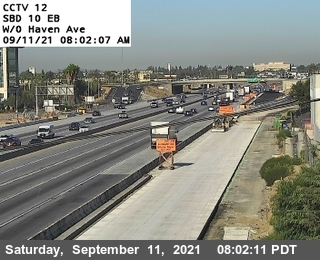 CCTV 12
SBD 10 EB
W/O Haven Ave
09/11/21 08:02:07 AM
Saturday, September 11, 2021 08:02:11 PDT